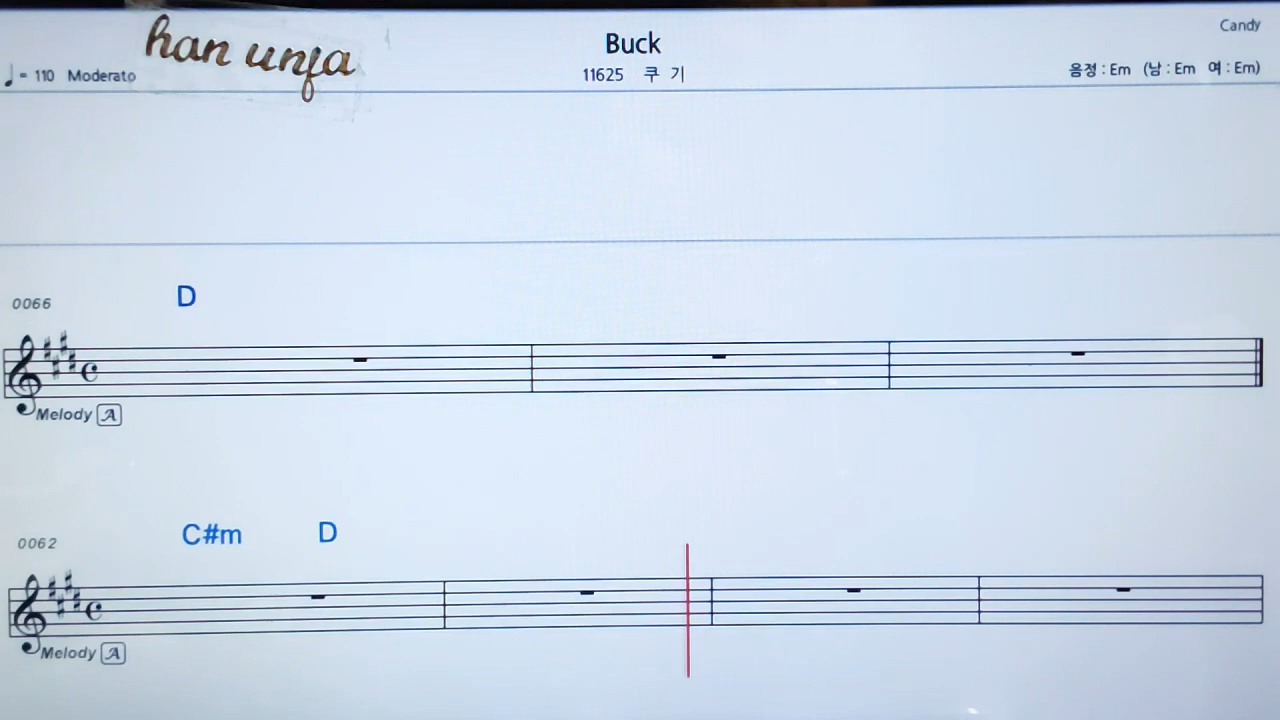 han unja
Buck
Candy
♩ = 110 Moderato
11625 쿠 기
음정 : Em (남 : Em 여 : Em)
0066
D
Melody A
0062
C#m D
Melody A